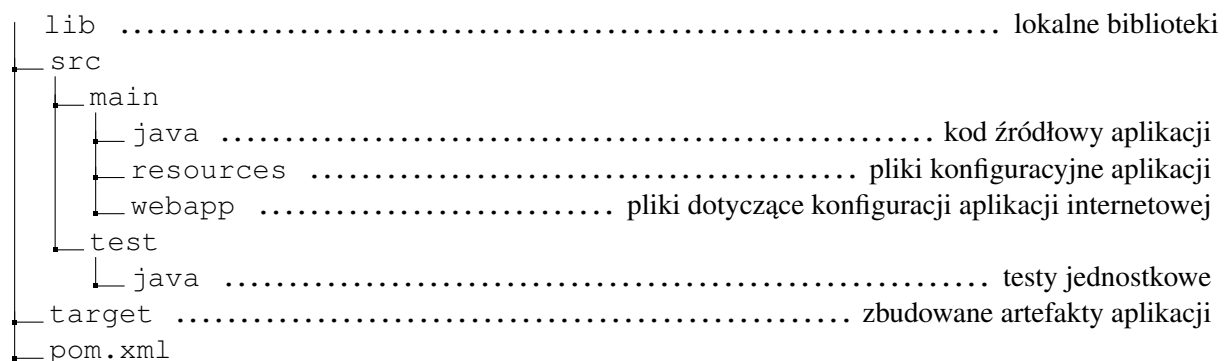 lib ........................................................................ lokalne biblioteki
src
main
java .......................................................... kod źródłowy aplikacji
resources ............................................ pliki konfiguracyjne aplikacji
webapp ............................. pliki dotyczące konfiguracji aplikacji internetowej
test
java .............................................................. testy jednostkowe
target ....................................................... zbudowane artefakty aplikacji
pom.xml